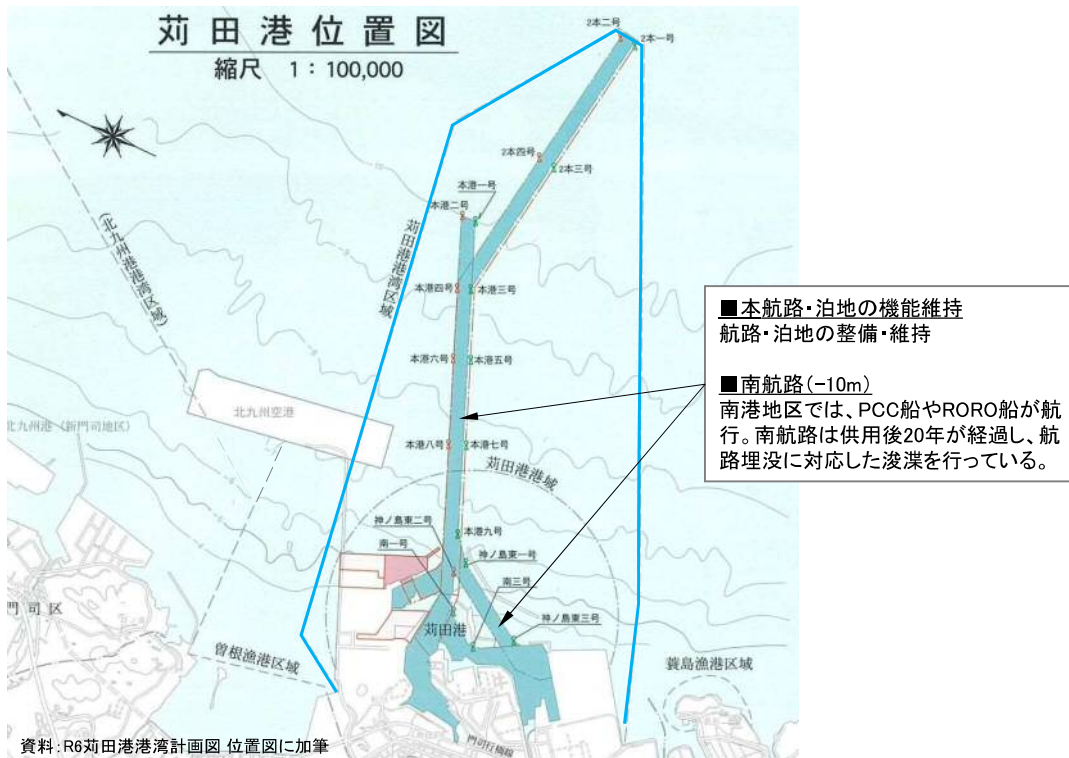 苅田港位置図
縮尺 1:100,000
2本二号
2本一号
2本四号
2本三号
本港一号
本港二号
(北九州港港湾区域)
苅田港港湾区域
本港四号
本港三号
本港六号
本港五号
■本航路・泊地の機能維持
航路・泊地の整備・維持
■南航路(-10m)
南港地区では、PCC船やRORO船が航
行。南航路は供用後20年が経過し、航
路埋没に対応した浚渫を行っている。
北九州空港
北九州港(新門司地区)
本港八号
本港七号
苅田港港域
神ノ島東二号
本港九号
南一号
神ノ島東一号
南三号
門司区
苅田港
神ノ島東三号
曽根漁港区域
蓑島漁港区域
門司行橋線
資料:R6苅田港港湾計画図 位置図に加筆